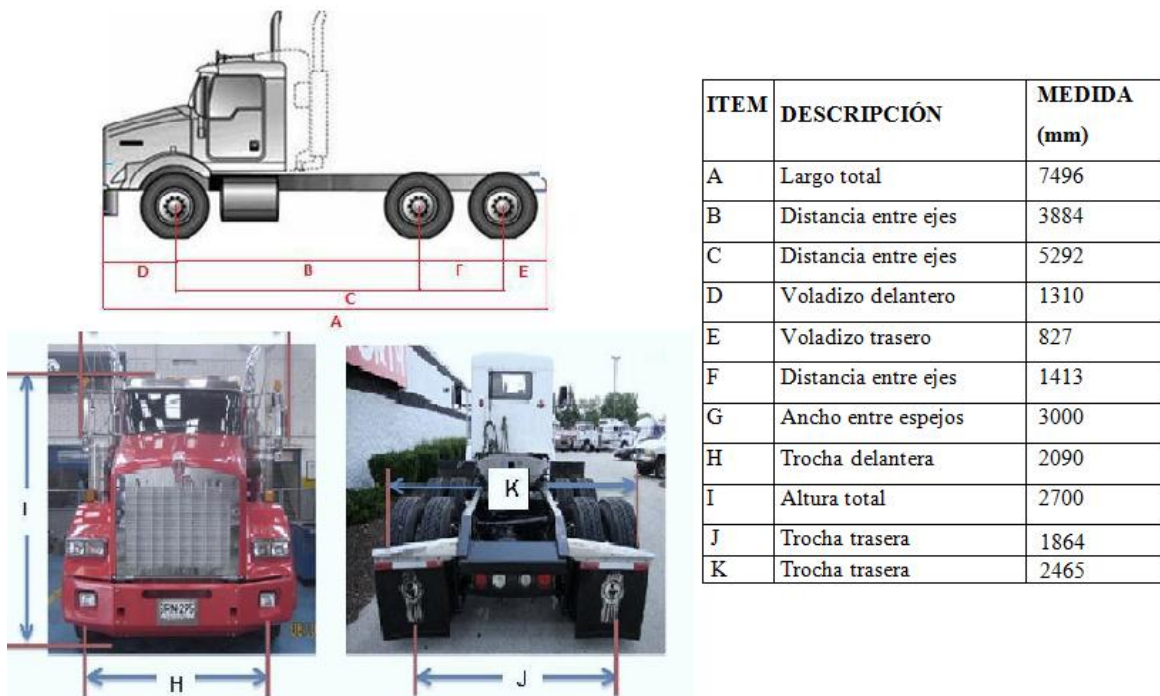 D
B
F
E
C
A
I
H
K
J
SRN-295
ITEM DESCRIPCIÓN MEDIDA (mm)
A Largo total 7496
B Distancia entre ejes 3884
C Distancia entre ejes 5292
D Voladizo delantero 1310
E Voladizo trasero 827
F Distancia entre ejes 1413
G Ancho entre espejos 3000
H Trocha delantera 2090
I Altura total 2700
J Trocha trasera 1864
K Trocha trasera 2465